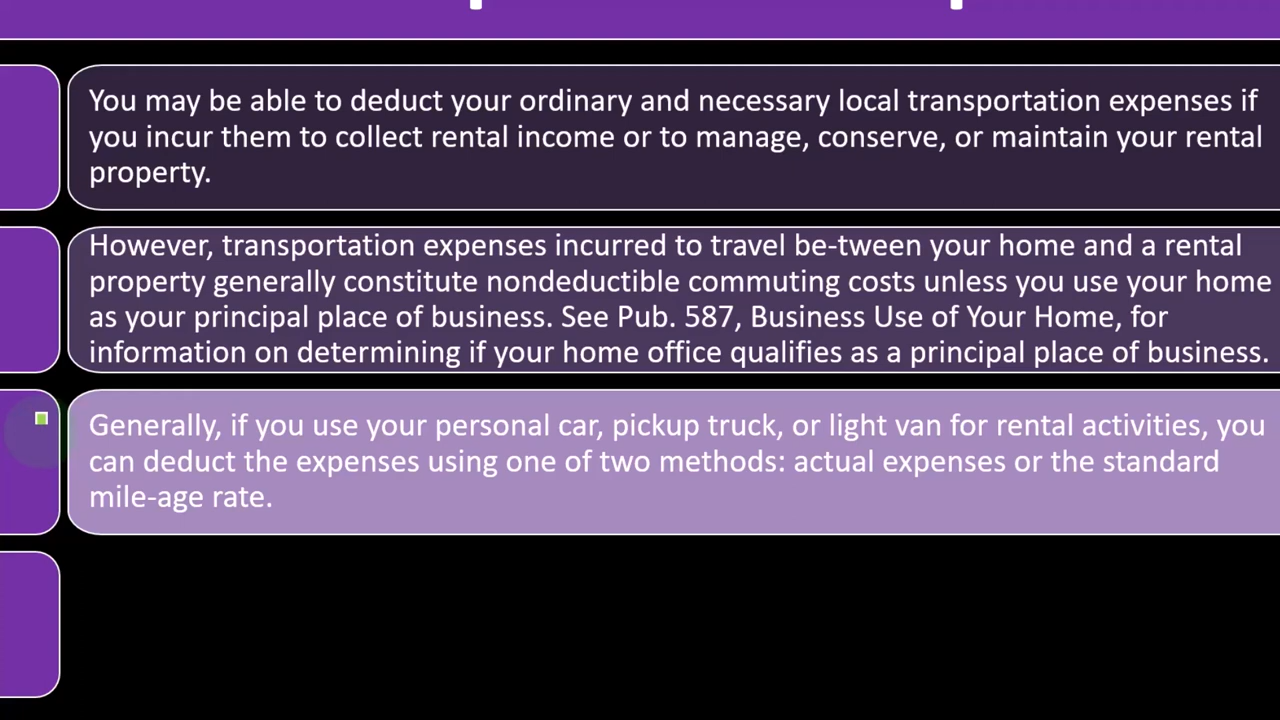 You may be able to deduct your ordinary and necessary local transportation expenses if
you incur them to collect rental income or to manage, conserve, or maintain your rental
property.
However, transportation expenses incurred to travel be-tween your home and a rental
property generally constitute nondeductible commuting costs unless you use your home
as your principal place of business. See Pub. 587, Business Use of Your Home, for
information on determining if your home office qualifies as a principal place of business.
Generally, if you use your personal car, pickup truck, or light van for rental activities, you
can deduct the expenses using one of two methods: actual expenses or the standard
mile-age rate.